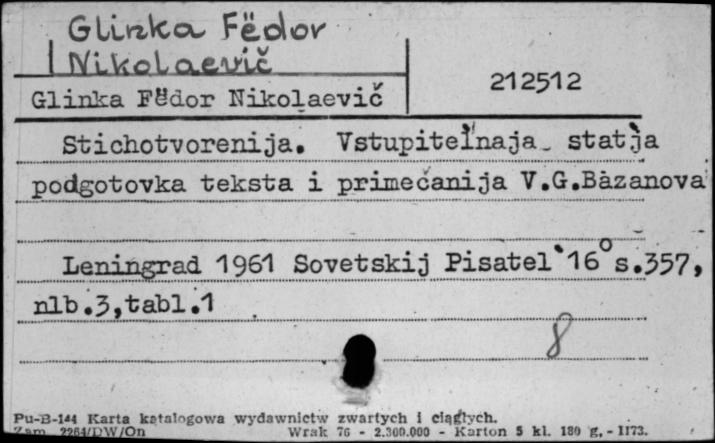 Glinka Fëdor
Nikolaevič
Glinka Fëdor Nikolaevič
212512
Stichotvorenija. Vstupitel'naja statja
podgotovka teksta i primečanija V.G.Bazanova
Leningrad 1961 Sovetskij Pisatel' 16° s.357,
nlb.3,tabl.1
8
Pu-B-144 Karta katalogowa wydawnictw zwartych i ciągłych.
Zam. 2264/DW/On Wrak 76 - 2.300.000 - Karton 5 kl. 180 g. - 1173.